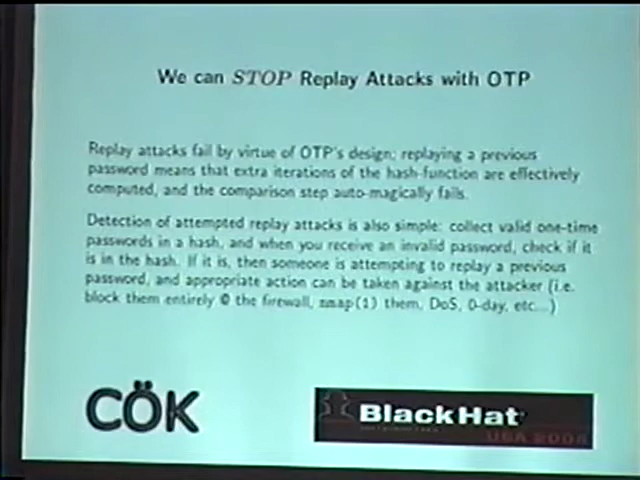 We can STOP Replay Attacks with OTP
Replay attacks fail by virtue of OTP's design; replaying a previous
password means that extra iterations of the hash-function are effectively
computed, and the comparison step auto-magically fails.
Detection of attempted replay attacks is also simple: collect valid one-time
passwords in a hash, and when you receive an invalid password, check if it
is in the hash. If it is, then someone is attempting to replay a previous
password, and appropriate action can be taken against the attacker (i.e.
block them entirely @ the firewall, nmap(1) them, DoS, 0-day, etc...)
CÖK
Black Hat
USA 2004